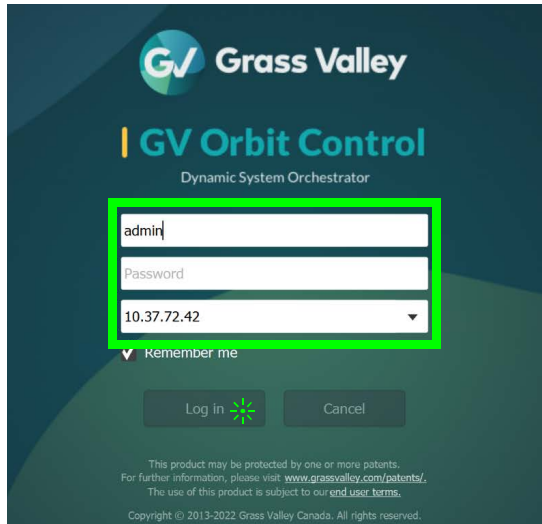 GV Grass Valley
GV Orbit Control
Dynamic System Orchestrator
admin
Password
10.37.72.42
Remember me
Log in
Cancel
This product may be protected by one or more patents.
For further information, please visit www.grassvalley.com/patents/.
The use of this product is subject to our end user terms.
Copyright © 2013-2022 Grass Valley Canada. All rights reserved.